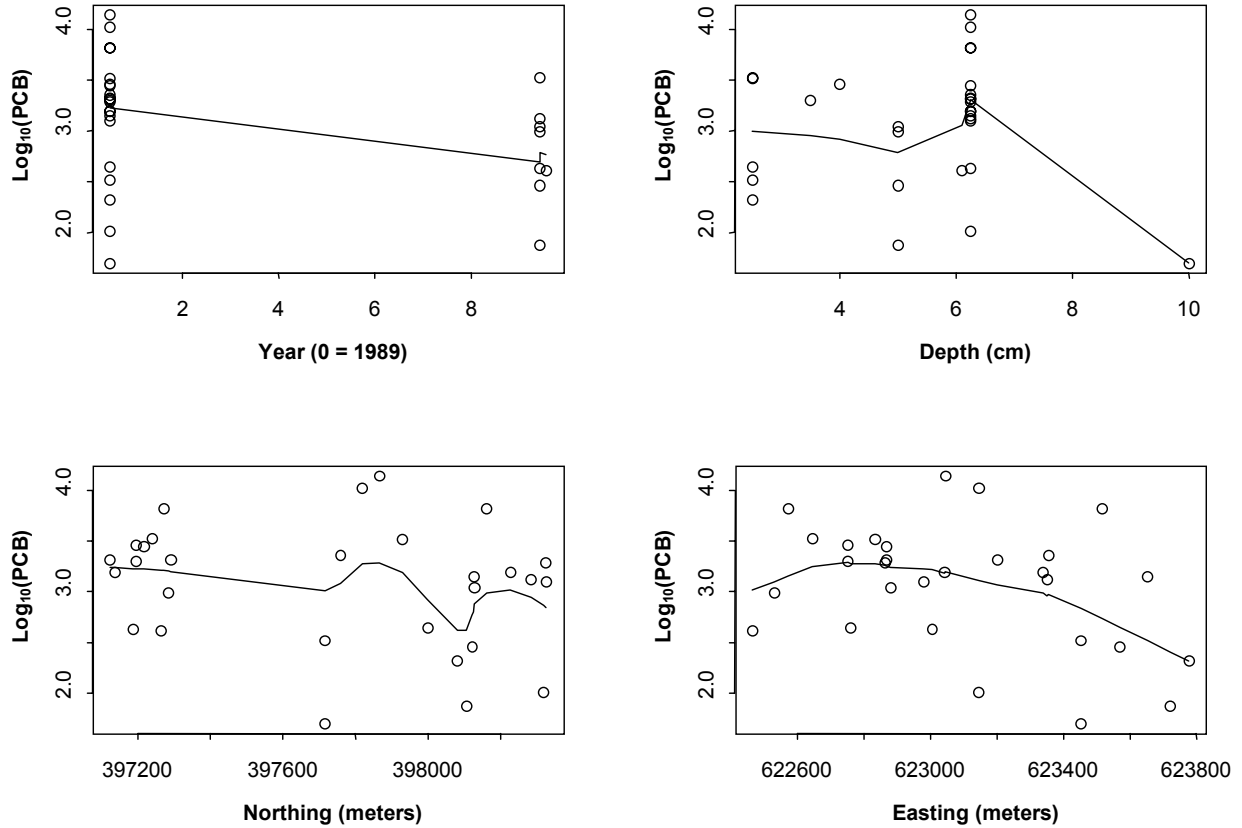 4.0
3.0
2.0
Log₁₀(PCB)
2 4 6 8
Year (0 = 1989)
4.0
3.0
2.0
Log₁₀(PCB)
4 6 8 10
Depth (cm)
4.0
3.0
2.0
Log₁₀(PCB)
397200 397600 398000
Northing (meters)
4.0
3.0
2.0
Log₁₀(PCB)
622600 623000 623400 623800
Easting (meters)